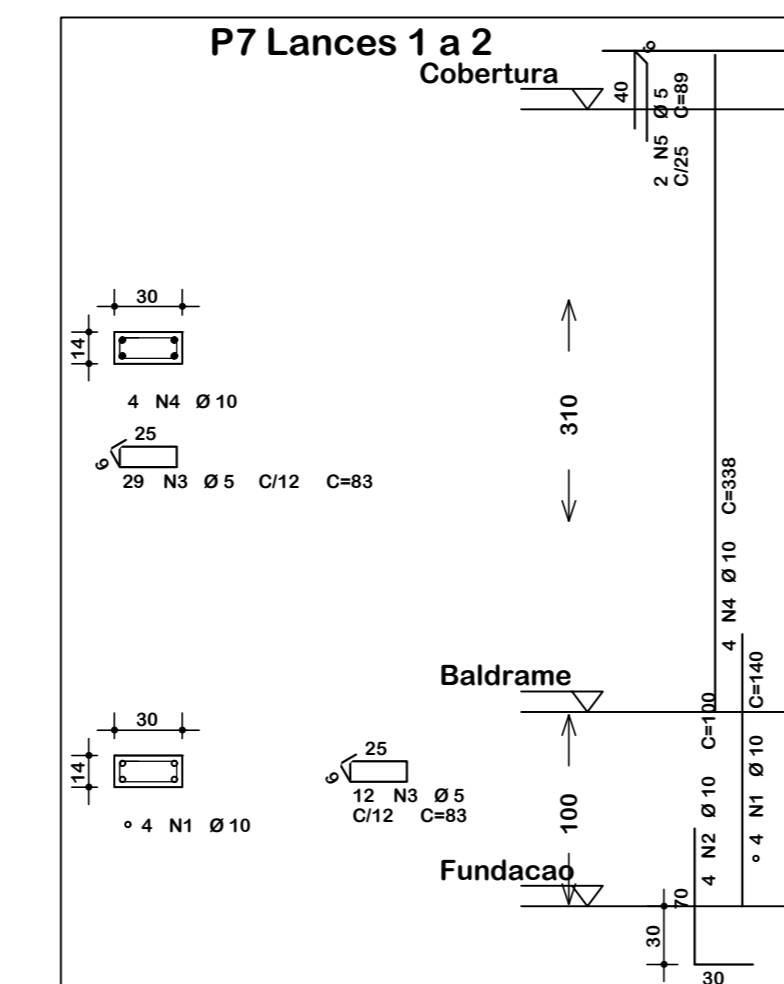 P7 Lances 1 a 2
Cobertura
6
40
2 N5 Ø 5
C/25 C=89
30
14
4 N4 Ø 10
25
9
29 N3 Ø 5 C/12 C=83
310
4 N4 Ø 10 C=338
Baldrame
30
14
4 N1 Ø 10
25
9
12 N3 Ø 5
C/12 C=83
100
4 N2 Ø 10 C=100
4 N1 Ø 10 C=140
Fundacao
70
30
30